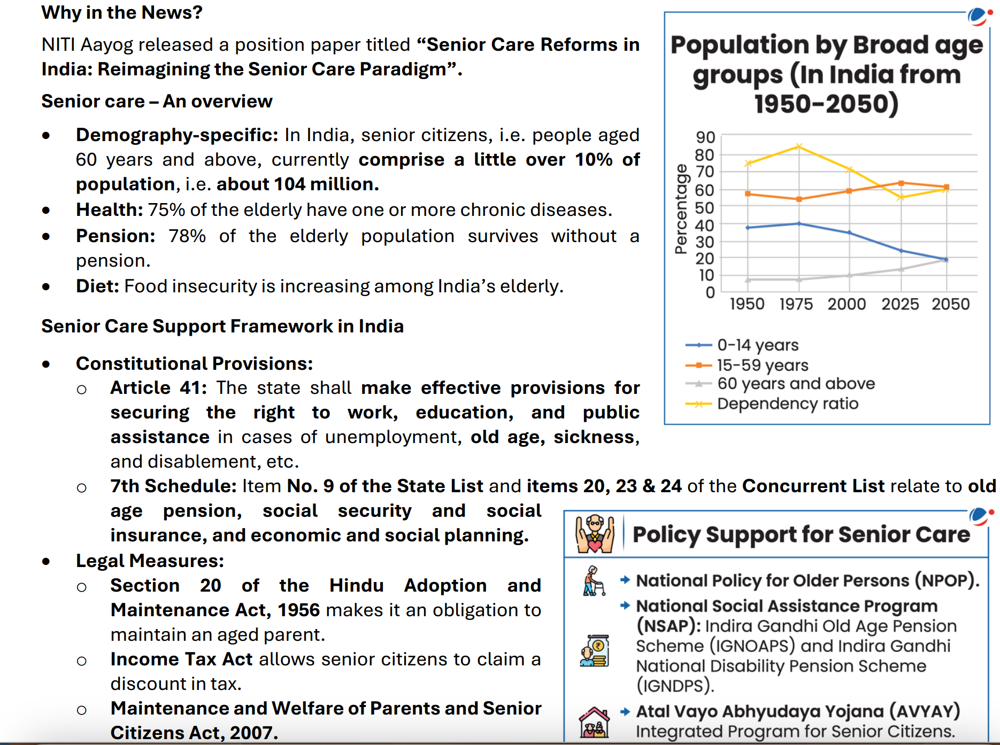 Why in the News?
NITI Aayog released a position paper titled “Senior Care Reforms in
India: Reimagining the Senior Care Paradigm”.
Senior care – An overview
• Demography-specific: In India, senior citizens, i.e. people aged
60 years and above, currently comprise a little over 10% of
population, i.e. about 104 million.
• Health: 75% of the elderly have one or more chronic diseases.
• Pension: 78% of the elderly population survives without a
pension.
• Diet: Food insecurity is increasing among India’s elderly.
Population by Broad age
groups (In India from
1950-2050)
Percentage
90
80
70
60
50
40
30
20
10
0
1950 1975 2000 2025 2050
0-14 years
15-59 years
60 years and above
Dependency ratio
Senior Care Support Framework in India
• Constitutional Provisions:
o Article 41: The state shall make effective provisions for
securing the right to work, education, and public
assistance in cases of unemployment, old age, sickness,
and disablement, etc.
o 7th Schedule: Item No. 9 of the State List and items 20, 23 & 24 of the Concurrent List relate to old
age pension, social security and social
insurance, and economic and social planning.
• Legal Measures:
o Section 20 of the Hindu Adoption and
Maintenance Act, 1956 makes it an obligation to
maintain an aged parent.
o Income Tax Act allows senior citizens to claim a
discount in tax.
o Maintenance and Welfare of Parents and Senior
Citizens Act, 2007.
Policy Support for Senior Care
National Policy for Older Persons (NPOP).
National Social Assistance Program
(NSAP): Indira Gandhi Old Age Pension
Scheme (IGNOAPS) and Indira Gandhi
National Disability Pension Scheme
(IGNDPS).
Atal Vayo Abhyudaya Yojana (AVYAY)
Integrated Program for Senior Citizens.